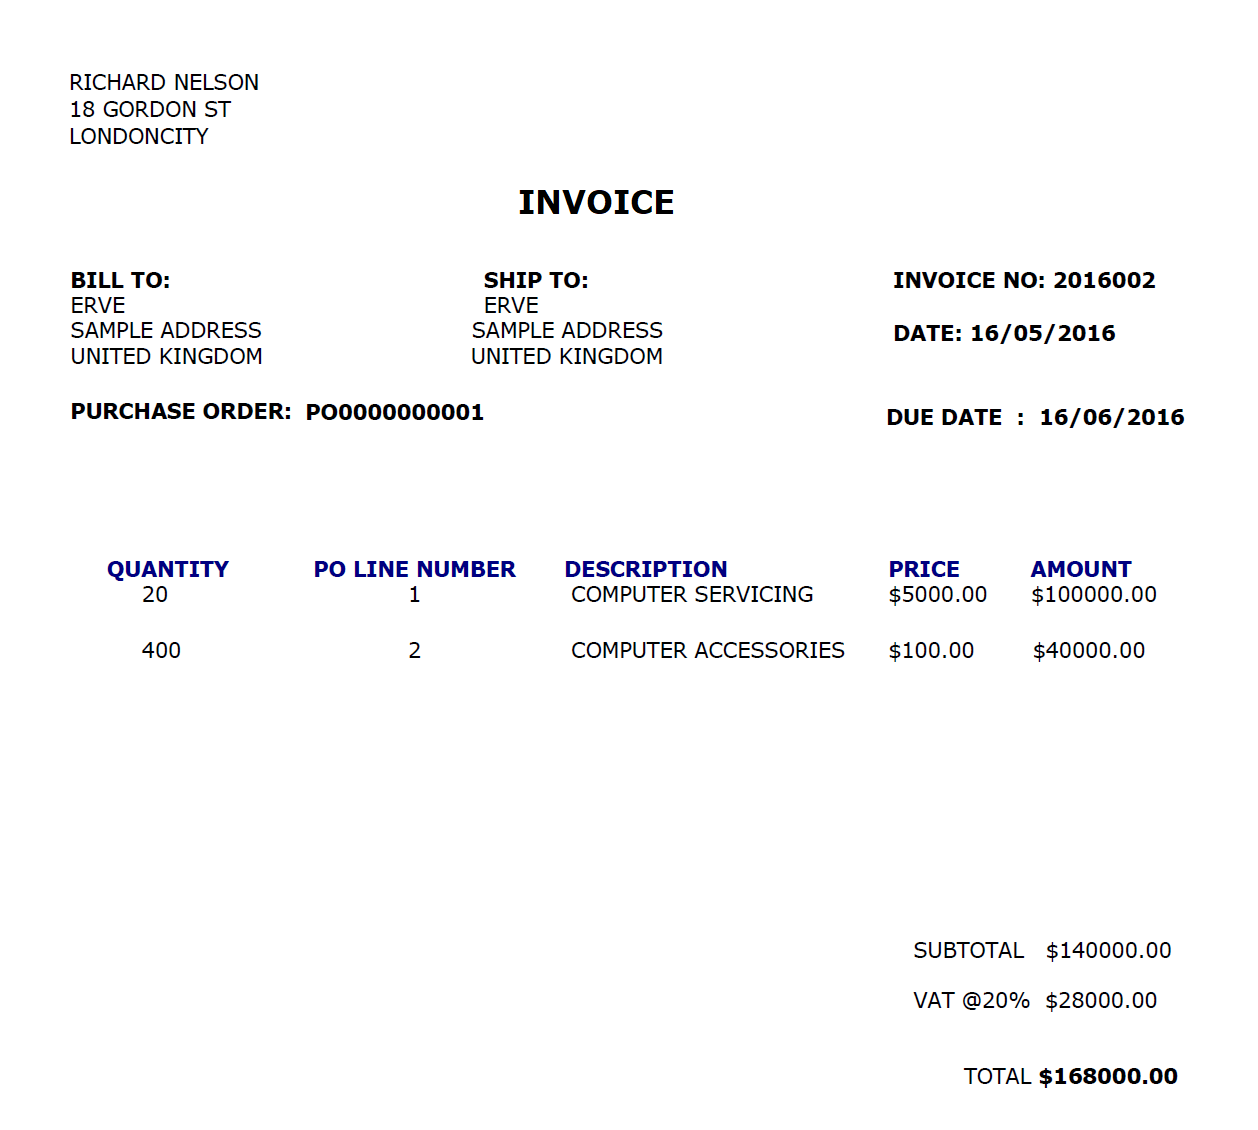 RICHARD NELSON
18 GORDON ST
LONDONCITY
INVOICE
BILL TO: SHIP TO: INVOICE NO: 2016002
ERVE ERVE
SAMPLE ADDRESS SAMPLE ADDRESS DATE: 16/05/2016
UNITED KINGDOM UNITED KINGDOM
PURCHASE ORDER: PO0000000001 DUE DATE : 16/06/2016
QUANTITY PO LINE NUMBER DESCRIPTION PRICE AMOUNT
20 1 COMPUTER SERVICING $5000.00 $100000.00
400 2 COMPUTER ACCESSORIES $100.00 $40000.00
SUBTOTAL $140000.00
VAT @20% $28000.00
TOTAL $168000.00